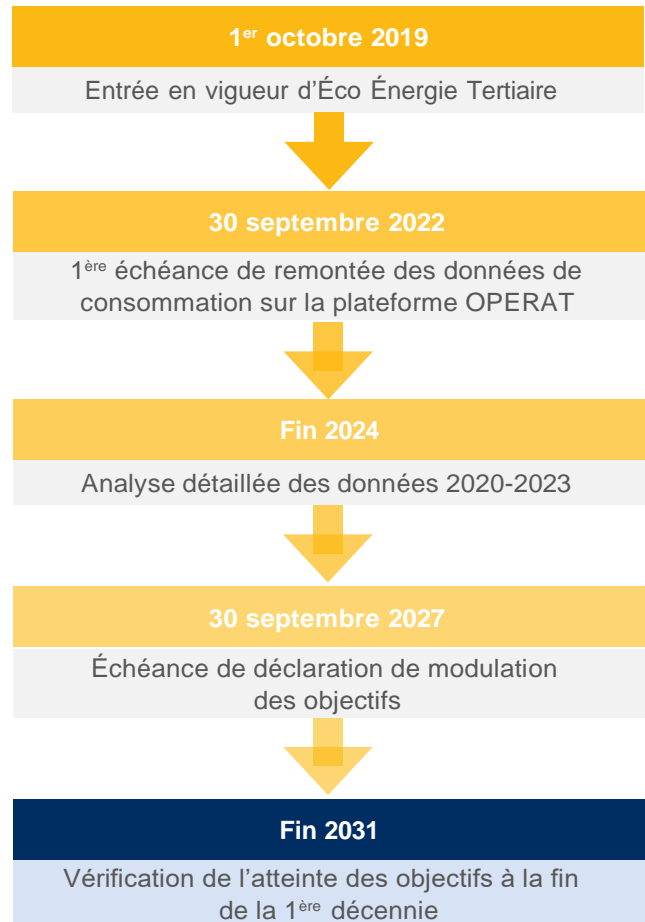 1er octobre 2019
Entrée en vigueur d’Éco Énergie Tertiaire
30 septembre 2022
1ère échéance de remontée des données de
consommation sur la plateforme OPERAT
Fin 2024
Analyse détaillée des données 2020-2023
30 septembre 2027
Échéance de déclaration de modulation
des objectifs
Fin 2031
Vérification de l’atteinte des objectifs à la fin
de la 1ère décennie